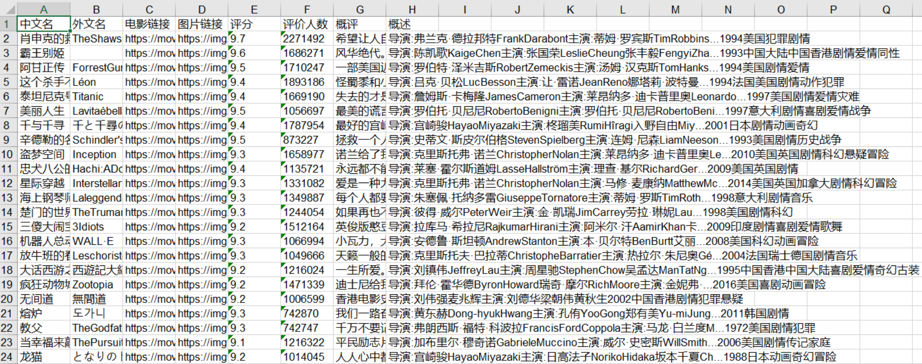 A B C D E F G H I J K L M N O P Q
1 中文名 外文名 电影链接 图片链接 评分 评价人数 概评 概述
2 肖申克的救 TheShaws https://mov https://img 9.7 2271492 希望让人自 导演:弗兰克·德拉邦特FrankDarabont主演:蒂姆·罗宾斯TimRobbins...1994美国犯罪剧情
3 霸王别姬 https://mov https://img 9.6 1686271 风华绝代。 导演:陈凯歌KaigeChen主演:张国荣LeslieCheung张丰毅FengyiZha...1993中国大陆中国香港剧情爱情同性
4 阿甘正传 ForrestGum https://mov https://img 9.5 1710247 一部美国近 导演:罗伯特·泽米吉斯RobertZemeckis主演:汤姆·汉克斯TomHanks...1994美国剧情爱情
5 这个杀手不 Léon https://mov https://img 9.4 1893186 怪蜀黍和小 导演:吕克·贝松LucBesson主演:让·雷诺JeanReno娜塔莉·波特曼...1994法国美国剧情动作犯罪
6 泰坦尼克号 Titanic https://mov https://img 9.4 1669190 失去的才是 导演:詹姆斯·卡梅隆JamesCameron主演:莱昂纳多·迪卡普里奥Leonardo...1997美国剧情爱情灾难
7 美丽人生 Lavitaèbell https://mov https://img 9.5 1056697 最美的谎言 导演:罗伯托·贝尼尼RobertoBenigni主演:罗伯托·贝尼尼RobertoBeni...1997意大利剧情喜剧爱情战争
8 千与千寻 千と千尋の https://mov https://img 9.4 1787954 最好的宫崎 导演:宫崎骏HayaoMiyazaki主演:柊瑠美RumiHîragi入野自由Miy...2001日本剧情动画奇幻
9 辛德勒的名 Schindler's https://mov https://img 9.5 873227 拯救一个人 导演:史蒂文·斯皮尔伯格StevenSpielberg主演:连姆·尼森LiamNeeson...1993美国剧情历史战争
10 盗梦空间 Inception https://mov https://img 9.3 1658977 诺兰给了我 导演:克里斯托弗·诺兰ChristopherNolan主演:莱昂纳多·迪卡普里奥Le...2010美国英国剧情科幻悬疑冒险
11 忠犬八公的 Hachi:ADo https://mov https://img 9.4 1135721 永远都不能 导演:莱塞·霍尔斯道姆LasseHallström主演:理查·基尔RichardGer...2009美国英国剧情
12 星际穿越 Interstellar https://mov https://img 9.3 1331082 爱是一种力 导演:克里斯托弗·诺兰ChristopherNolan主演:马修·麦康纳MatthewMc...2014美国英国加拿大剧情科幻冒险
13 海上钢琴师 Laleggend https://mov https://img 9.3 1349887 每个人都要 导演:朱塞佩·托纳多雷GiuseppeTornatore主演:蒂姆·罗斯TimRoth...1998意大利剧情音乐
14 楚门的世界 TheTruman https://mov https://img 9.3 1244054 如果再也不 导演:彼得·威尔PeterWeir主演:金·凯瑞JimCarrey劳拉·琳妮Lau...1998美国剧情科幻
15 三傻大闹宝 3Idiots https://mov https://img 9.2 1512164 英俊版憨豆 导演:拉库马·希拉尼RajkumarHirani主演:阿米尔·汗AamirKhan卡...2009印度剧情喜剧爱情歌舞
16 机器人总动 WALL·E https://mov https://img 9.3 1066994 小瓦力,大 导演:安德鲁·斯坦顿AndrewStanton主演:本·贝尔特BenBurtt艾丽...2008美国科幻动画冒险
17 放牛班的春 Leschorist https://mov https://img 9.3 1049666 天籁一般的 导演:克里斯托夫·巴拉蒂ChristopheBarratier主演:热拉尔·朱尼奥Gé...2004法国瑞士德国剧情音乐
18 大话西游之 西遊記大結 https://mov https://img 9.2 1216024 一生所爱。 导演:刘镇伟JeffreyLau主演:周星驰StephenChow吴孟达ManTatNg...1995中国香港中国大陆喜剧爱情奇幻古装
19 疯狂动物城 Zootopia https://mov https://img 9.2 1471339 迪士尼给我 导演:拜伦·霍华德ByronHoward瑞奇·摩尔RichMoore主演:金妮弗·...2016美国喜剧动画冒险
20 无间道 無間道 https://mov https://img 9.2 1006599 香港电影史 导演:刘伟强麦兆辉主演:刘德华梁朝伟黄秋生2002中国香港剧情犯罪悬疑
21 熔炉 도가니 https://mov https://img 9.3 742870 我们一路奋 导演:黄东赫Dong-hyukHwang主演:孔侑YooGong郑有美Yu-miJung...2011韩国剧情
22 教父 TheGodfat https://mov https://img 9.3 742747 千万不要记 导演:弗朗西斯·福特·科波拉FrancisFordCoppola主演:马龙·白兰度M...1972美国剧情犯罪
23 当幸福来敲 ThePursuit https://mov https://img 9.1 1216322 平民励志片 导演:加布里尔·穆奇诺GabrieleMuccino主演:威尔·史密斯WillSmith...2006美国剧情传记家庭
24 龙猫 となりのト https://mov https://img 9.2 1014045 人人心中都 导演:宫崎骏HayaoMiyazaki主演:日高法子NorikoHidaka坂本千夏Ch...1988日本动画奇幻冒险